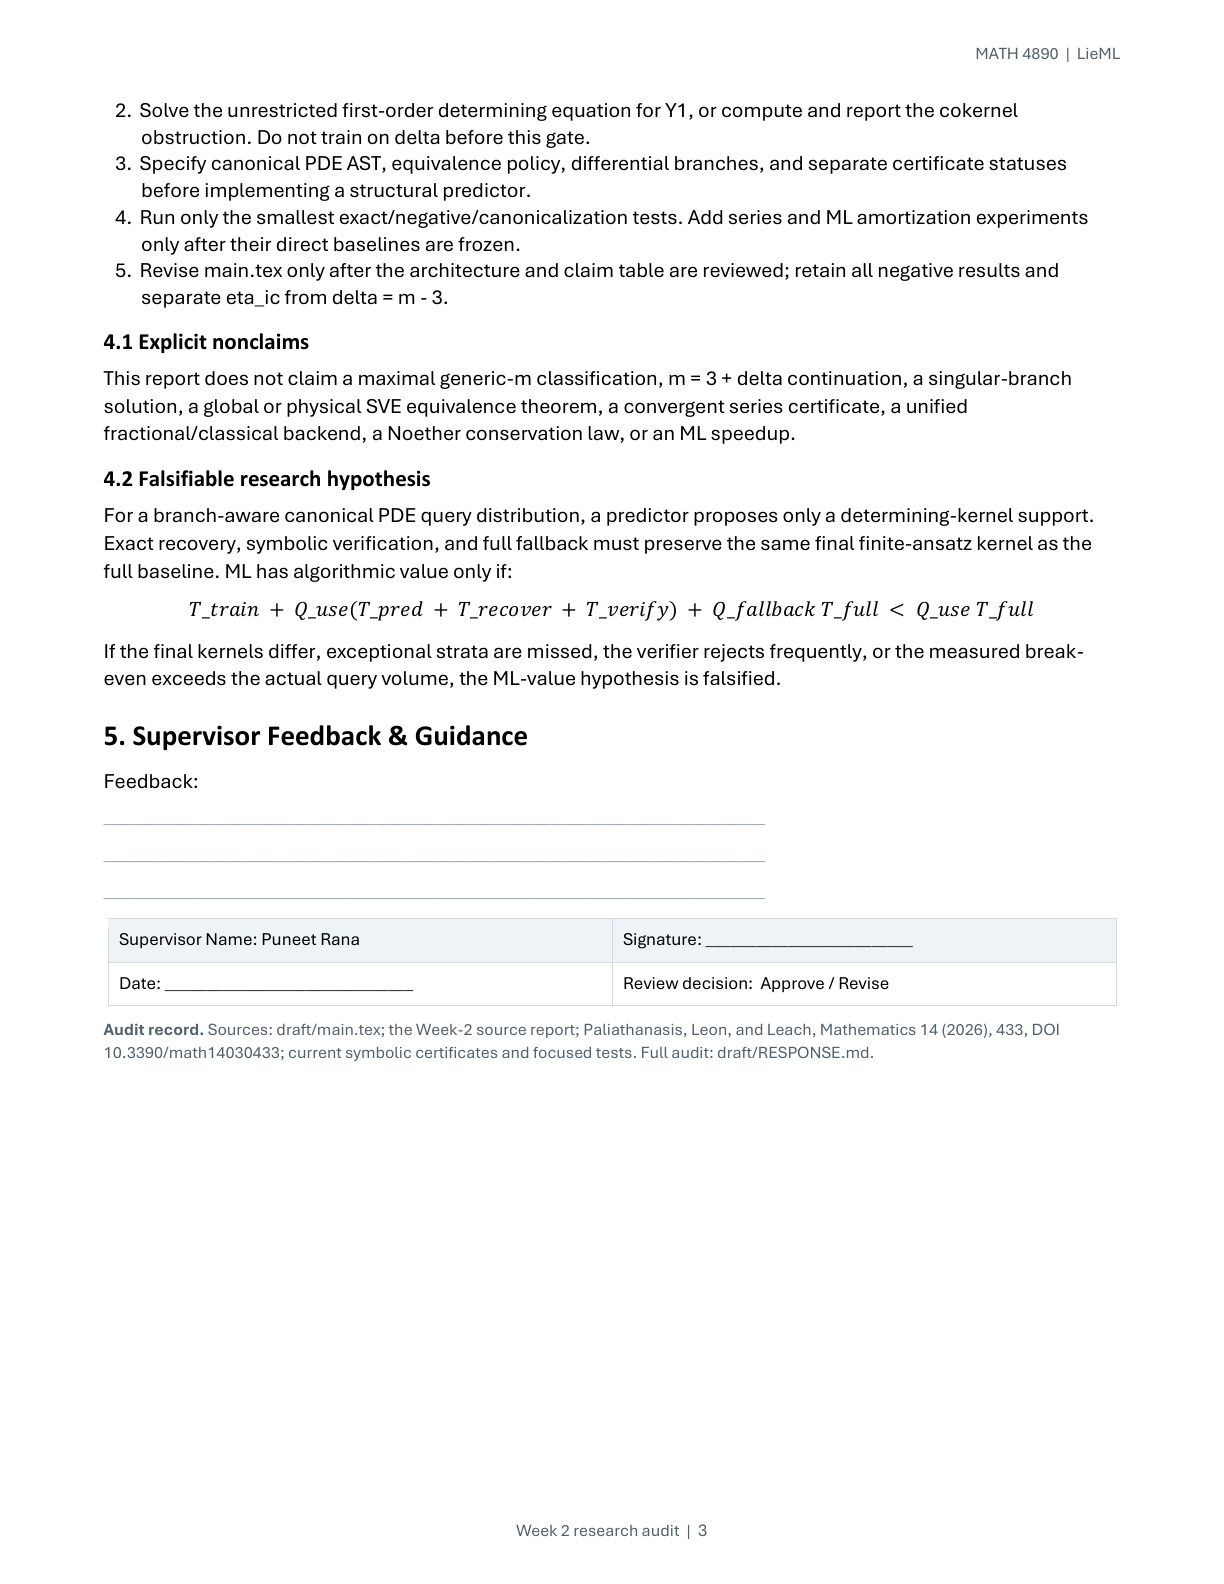 MATH 4890 | LieML
2. Solve the unrestricted first-order determining equation for Y1, or compute and report the cokernel
obstruction. Do not train on delta before this gate.
3. Specify canonical PDE AST, equivalence policy, differential branches, and separate certificate statuses
before implementing a structural predictor.
4. Run only the smallest exact/negative/canonicalization tests. Add series and ML amortization experiments
only after their direct baselines are frozen.
5. Revise main.tex only after the architecture and claim table are reviewed; retain all negative results and
separate eta_ic from delta = m - 3.
4.1 Explicit nonclaims
This report does not claim a maximal generic-m classification, m = 3 + delta continuation, a singular-branch
solution, a global or physical SVE equivalence theorem, a convergent series certificate, a unified
fractional/classical backend, a Noether conservation law, or an ML speedup.
4.2 Falsifiable research hypothesis
For a branch-aware canonical PDE query distribution, a predictor proposes only a determining-kernel support.
Exact recovery, symbolic verification, and full fallback must preserve the same final finite-ansatz kernel as the
full baseline. ML has algorithmic value only if:
T_train + Q_use(T_pred + T_recover + T_verify) + Q_fallback T_full < Q_use T_full
If the final kernels differ, exceptional strata are missed, the verifier rejects frequently, or the measured break-
even exceeds the actual query volume, the ML-value hypothesis is falsified.
5. Supervisor Feedback & Guidance
Feedback:
Supervisor Name: Puneet Rana
Signature: _________________________
Date: ______________________________
Review decision: Approve / Revise
Audit record. Sources: draft/main.tex; the Week-2 source report; Paliathanasis, Leon, and Leach, Mathematics 14 (2026), 433, DOI
10.3390/math14030433; current symbolic certificates and focused tests. Full audit: draft/RESPONSE.md.
Week 2 research audit | 3